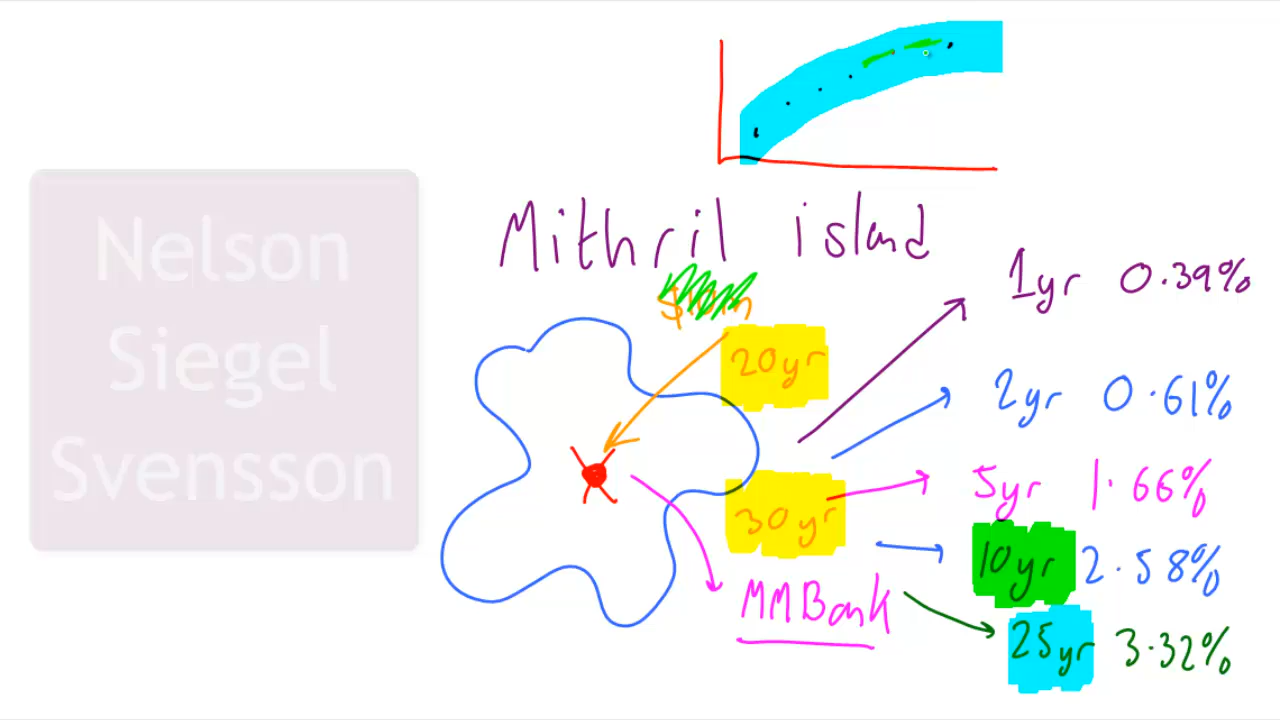 Nelson
Siegel
Svensson
Mithril island
1yr 0.39%
20yr
2yr 0.61%
5yr 1.66%
30yr
10yr 2.58%
MMBank
25yr 3.32%